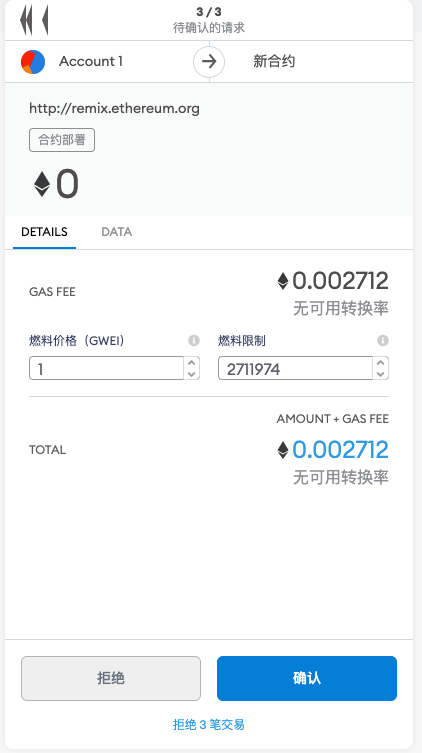 3 / 3
待确认的请求
Account 1
新合约
http://remix.ethereum.org
合约部署
0
DETAILS
DATA
GAS FEE
0.002712
无可用转换率
燃料价格（GWEI）
燃料限制
1
2711974
AMOUNT + GAS FEE
TOTAL
0.002712
无可用转换率
拒绝
确认
拒绝 3 笔交易